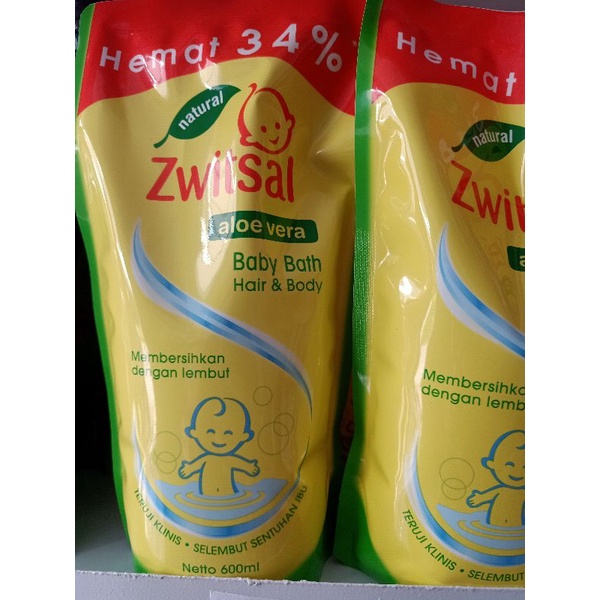 Hemat 34%
natural
Zwitsal
aloe vera
Baby Bath
Hair & Body
Membersihkan
dengan lembut
TERUJI KLINIS • SELEMBUT SENTUHAN IBU
Netto 600ml
Hemat
natural
Zwit
a
Membersihka
dengan lemb
TERUJI KLINIS • SELEMBUT
Netto